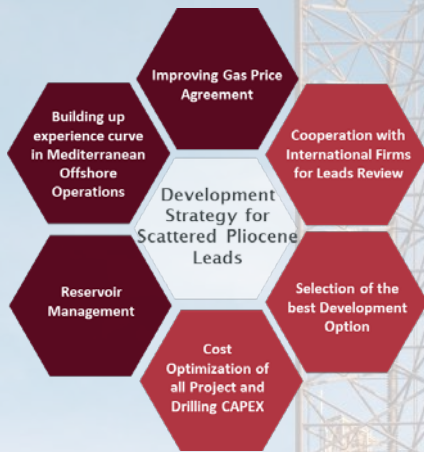 Improving Gas Price
Agreement
Building up
experience curve
in Mediterranean
Offshore
Operations
Cooperation with
International Firms
for Leads Review
Development
Strategy for
Scattered Pliocene
Leads
Reservoir
Management
Selection of the
best Development
Option
Cost
Optimization of
all Project and
Drilling CAPEX